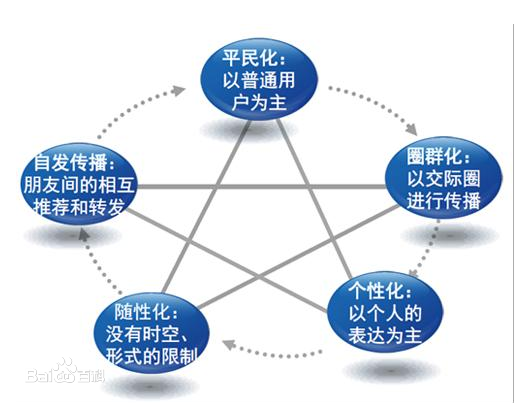 平民化：
以普通用
户为主
圈群化：
以交际圈
进行传播
个性化：
以个人的
表达为主
随性化：
没有时空、
形式的限制
自发传播：
朋友间的相互
推荐和转发
Bai百科